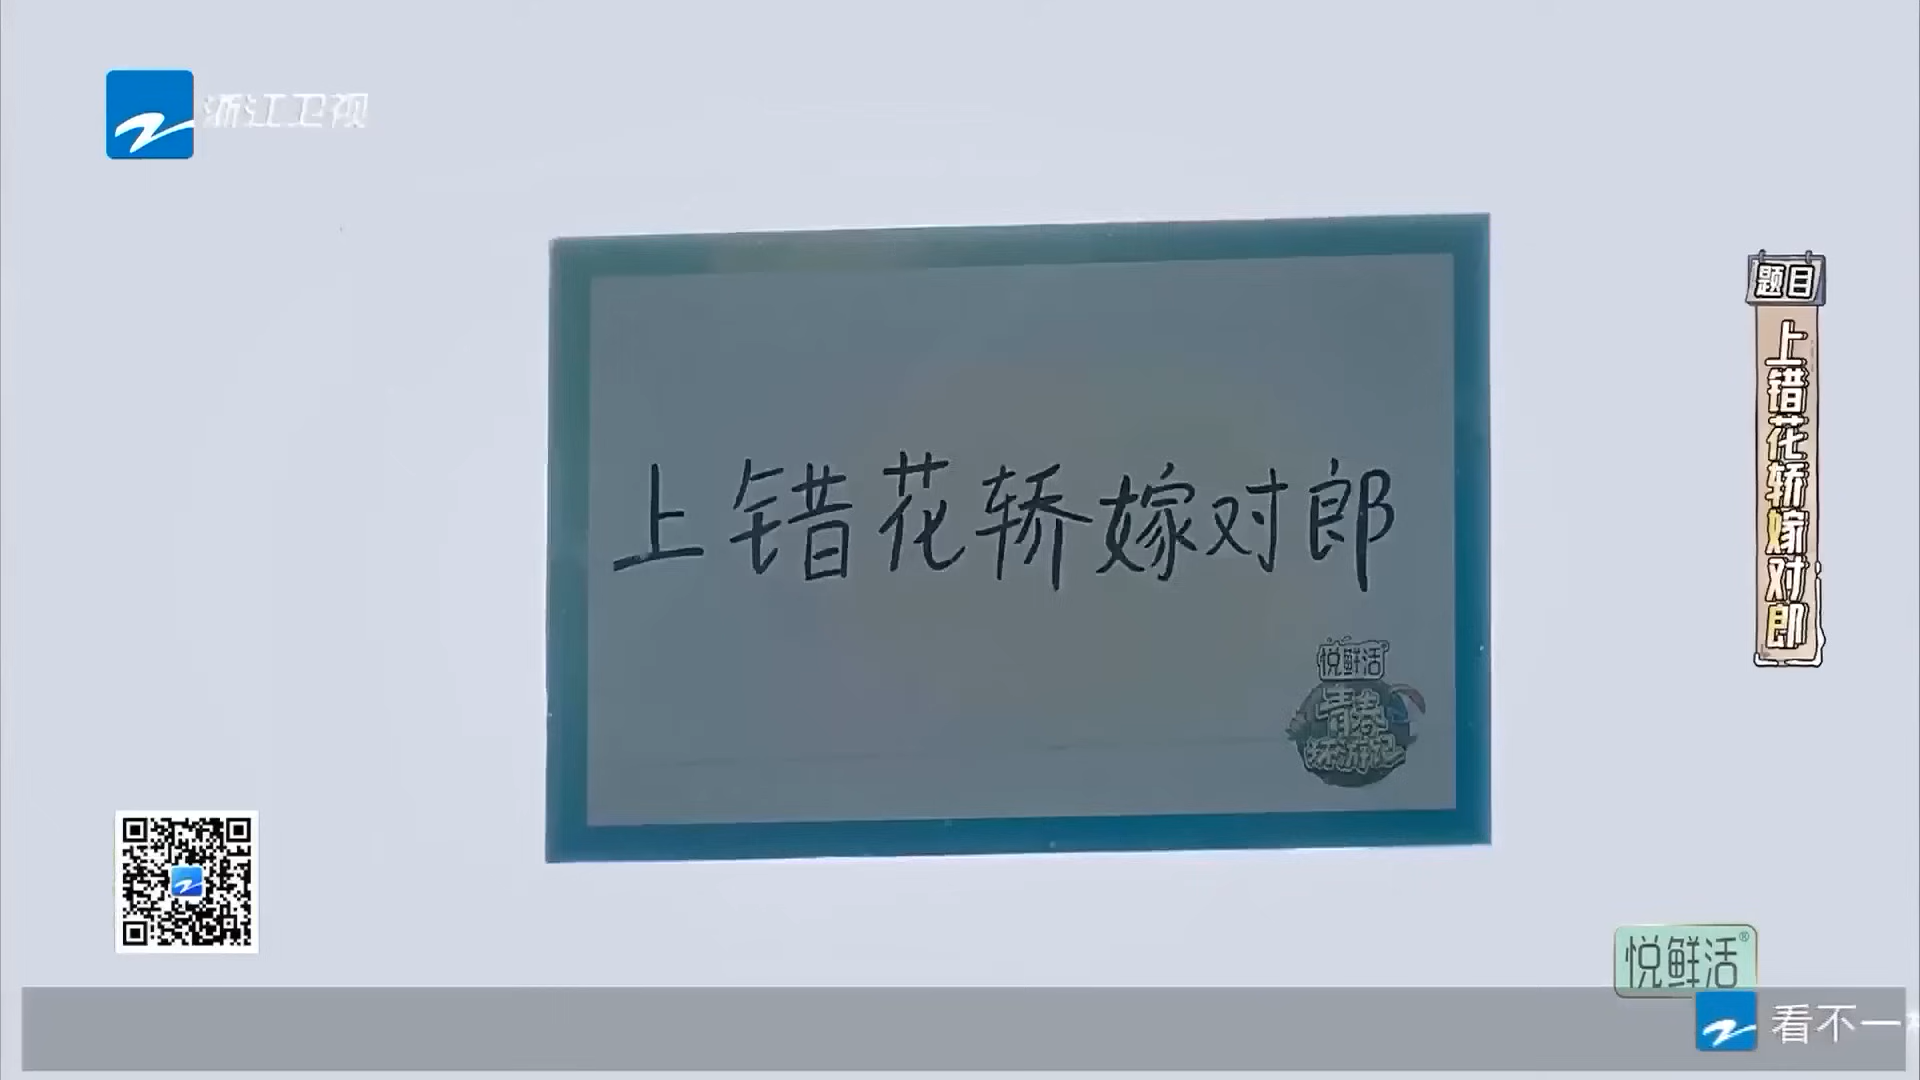 浙江卫视
题目
上错花轿嫁对郎
上错花轿嫁对郎
悦鲜活
青春
环游记
悦鲜活®
看不一